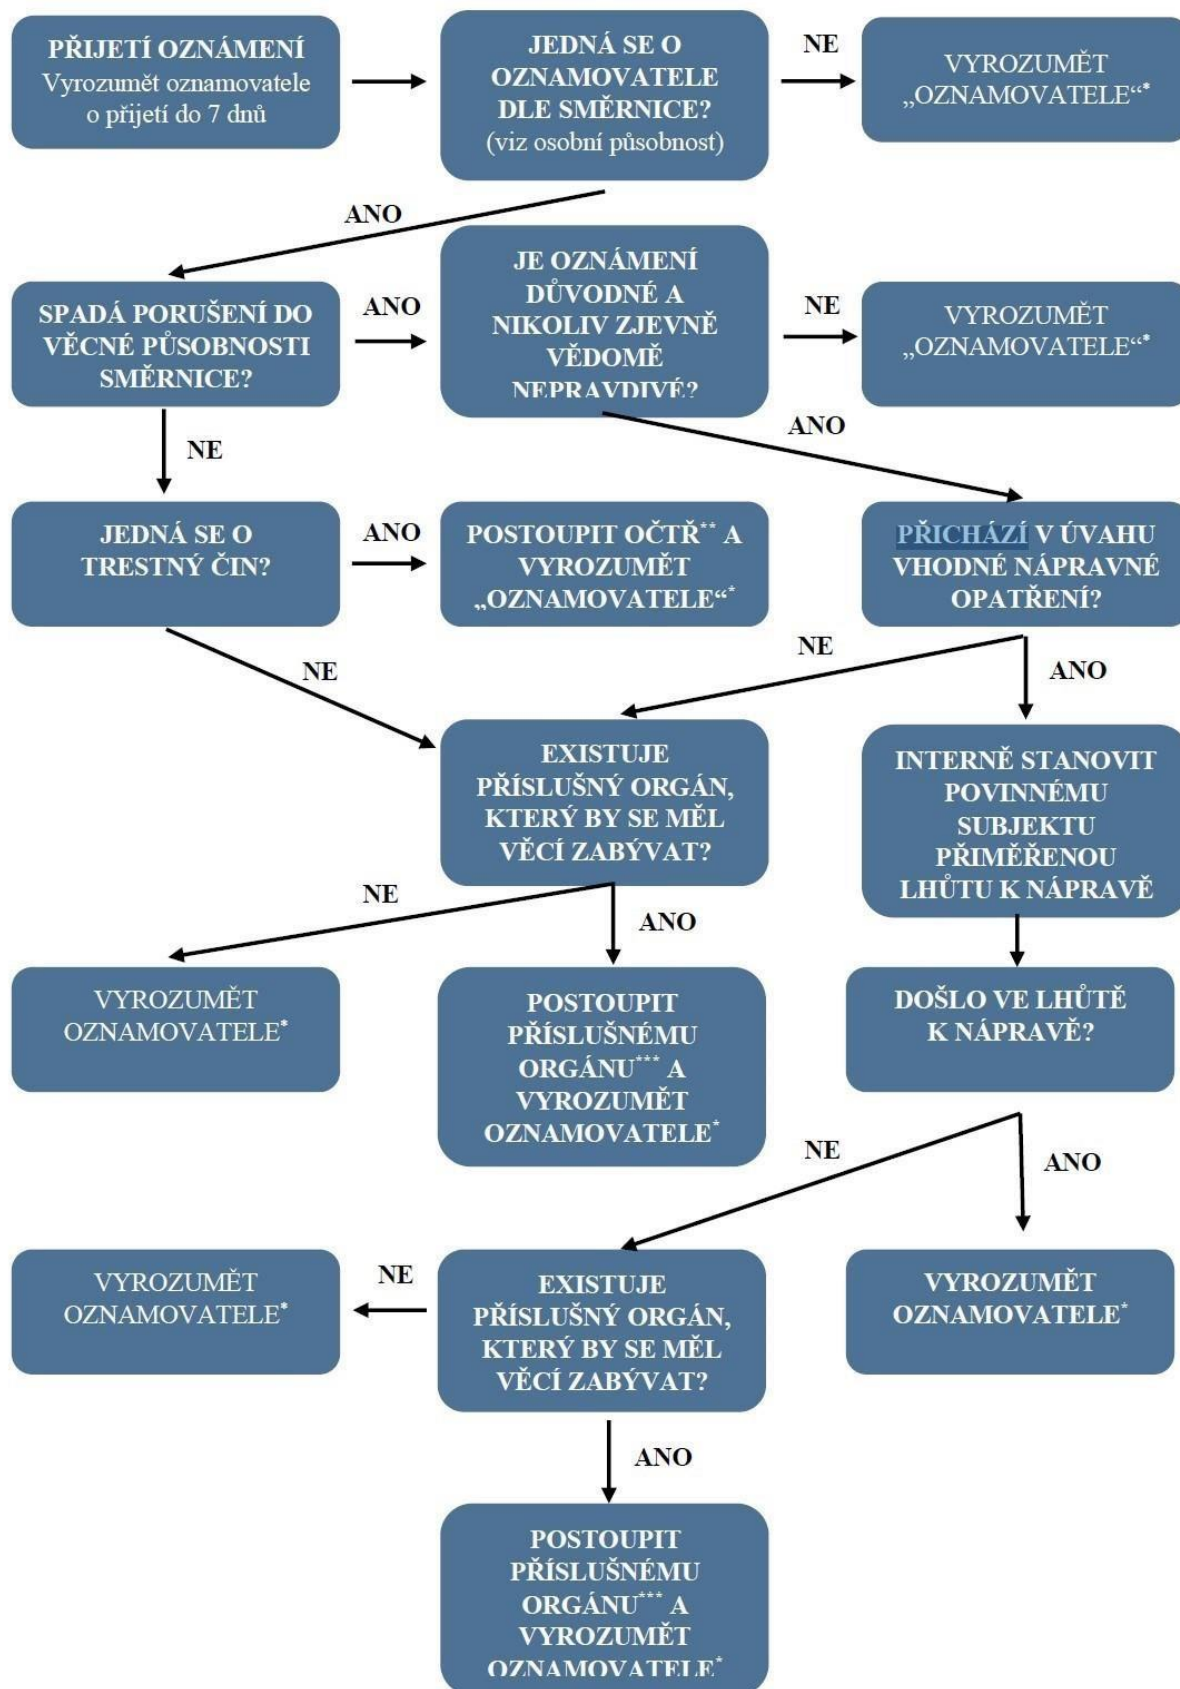 PŘIJETÍ OZNÁMENÍ
Vyrozumět oznamovatele
o přijetí do 7 dnů
JEDNÁ SE O
OZNAMOVATELE
DLE SMĚRNICE?
(viz osobní působnost)
NE
VYROZUMĚT
„OZNAMOVATELE“*
ANO
SPADÁ PORUŠENÍ DO
VĚCNÉ PŮSOBNOSTI
SMĚRNICE?
ANO
JE OZNÁMENÍ
DŮVODNÉ A
NIKOLIV ZJEVNĚ
VĚDOMĚ
NEPRAVDIVÉ?
NE
VYROZUMĚT
„OZNAMOVATELE“*
NE
ANO
JEDNÁ SE O
TRESTNÝ ČIN?
ANO
POSTOUPIT OČTŘ** A
VYROZUMĚT
„OZNAMOVATELE“*
PŘICHÁZÍ V ÚVAHU
VHODNÉ NÁPRAVNÉ
OPATŘENÍ?
NE
NE
ANO
EXISTUJE
PŘÍSLUŠNÝ ORGÁN,
KTERÝ BY SE MĚL
VĚCÍ ZABÝVAT?
INTERNĚ STANOVIT
POVINNÉMU
SUBJEKTU
PŘIMĚŘENOU
LHŮTU K NÁPRAVĚ
NE
ANO
VYROZUMĚT
OZNAMOVATELE*
POSTOUPIT
PŘÍSLUŠNÉMU
ORGÁNU*** A
VYROZUMĚT
OZNAMOVATELE*
DOŠLO VE LHŮTĚ
K NÁPRAVĚ?
NE
ANO
VYROZUMĚT
OZNAMOVATELE*
NE
EXISTUJE
PŘÍSLUŠNÝ ORGÁN,
KTERÝ BY SE MĚL
VĚCÍ ZABÝVAT?
VYROZUMĚT
OZNAMOVATELE*
ANO
POSTOUPIT
PŘÍSLUŠNÉMU
ORGÁNU*** A
VYROZUMĚT
OZNAMOVATELE*